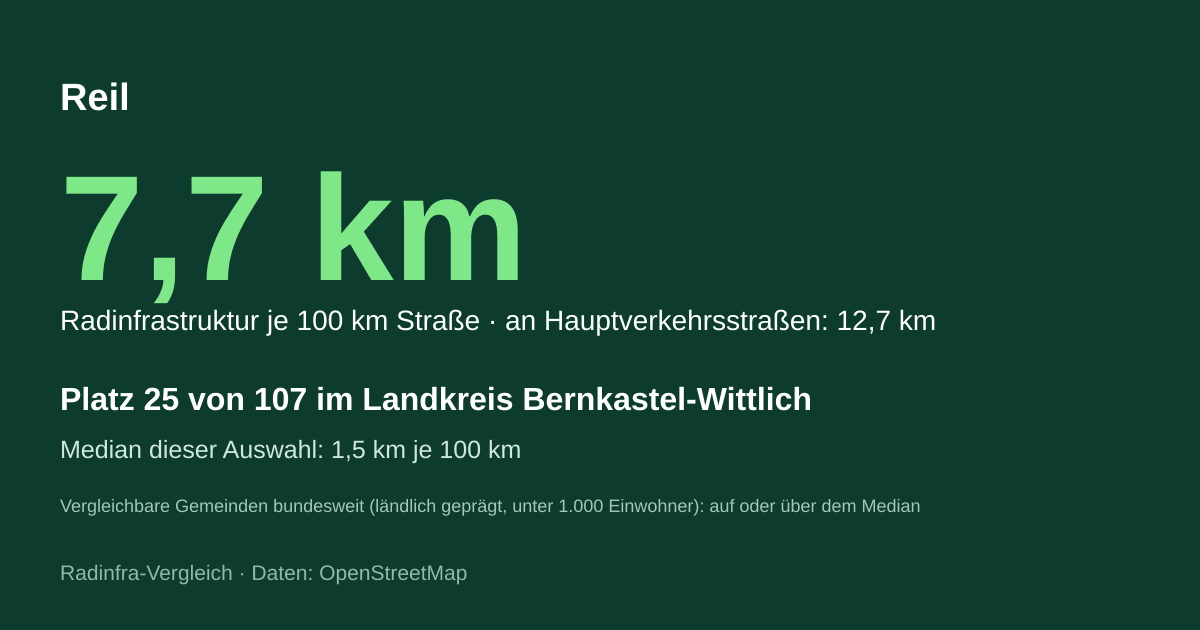 Reil
7,7 km
Radinfrastruktur je 100 km Straße · an Hauptverkehrsstraßen: 12,7 km
Platz 25 von 107 im Landkreis Bernkastel-Wittlich
Median dieser Auswahl: 1,5 km je 100 km
Vergleichbare Gemeinden bundesweit (ländlich geprägt, unter 1.000 Einwohner): auf oder über dem Median
Radinfra-Vergleich · Daten: OpenStreetMap